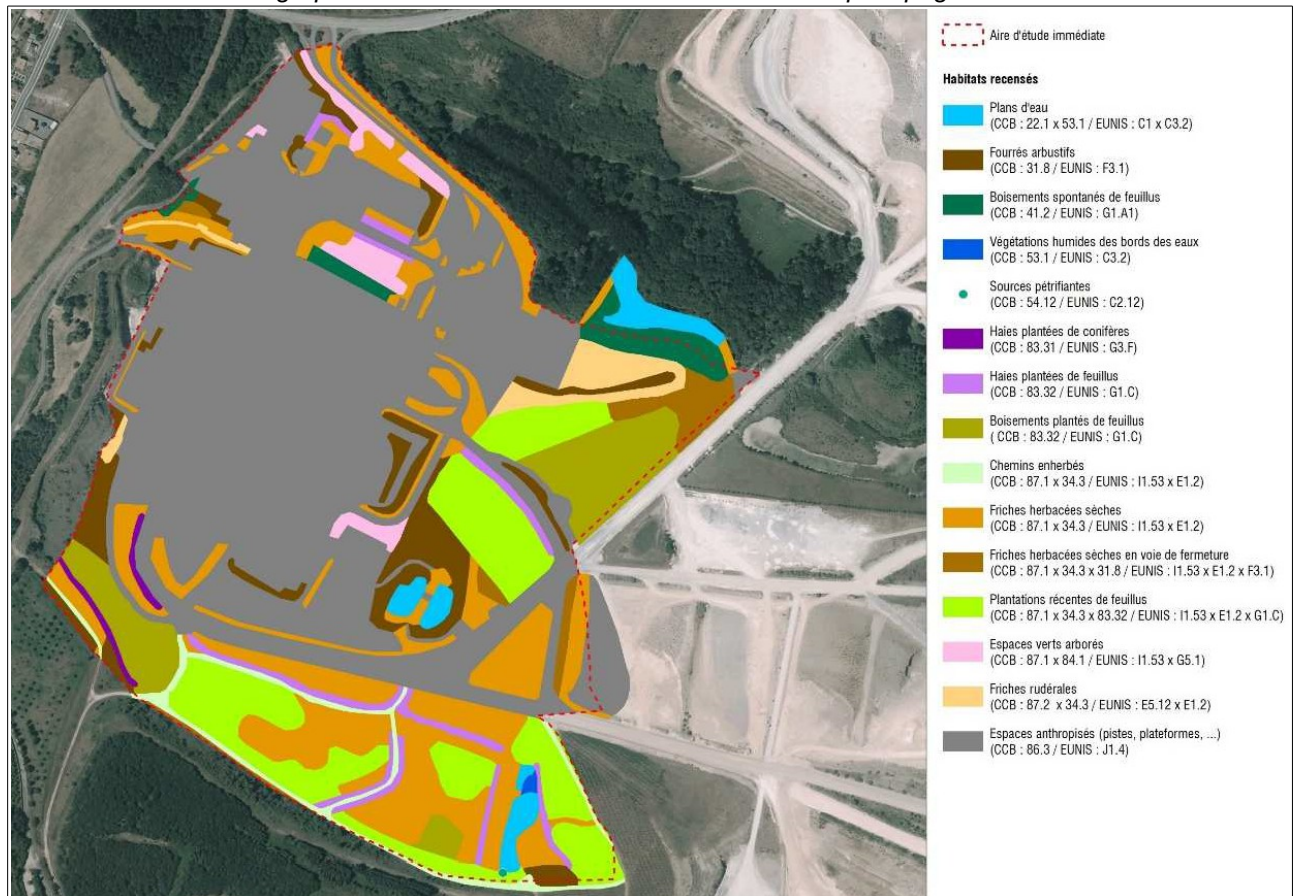 Aire d'étude immédiate
Habitats recensés
Plans d'eau
(CCB : 22.1 x 53.1 / EUNIS : C1 x C3.2)
Fourrés arbustifs
(CCB : 31.8 / EUNIS : F3.1)
Boisements spontanés de feuillus
(CCB : 41.2 / EUNIS : G1.A1)
Végétations humides des bords des eaux
(CCB : 53.1 / EUNIS : C3.2)
Sources pétrifiantes
(CCB : 54.12 / EUNIS : C2.12)
Haies plantées de conifères
(CCB : 83.31 / EUNIS : G3.F)
Haies plantées de feuillus
(CCB : 83.32 / EUNIS : G1.C)
Boisements plantés de feuillus
( CCB : 83.32 / EUNIS : G1.C)
Chemins enherbés
(CCB : 87.1 x 34.3 / EUNIS : I1.53 x E1.2)
Friches herbacées sèches
(CCB : 87.1 x 34.3 / EUNIS : I1.53 x E1.2)
Friches herbacées sèches en voie de fermeture
(CCB : 87.1 x 34.3 x 31.8 / EUNIS : I1.53 x E1.2 x F3.1)
Plantations récentes de feuillus
(CCB : 87.1 x 34.3 x 83.32 / EUNIS : I1.53 x E1.2 x G1.C)
Espaces verts arborés
(CCB : 87.1 x 84.1 / EUNIS : I1.53 x G5.1)
Friches rudérales
(CCB : 87.2 x 34.3 / EUNIS : E5.12 x E1.2)
Espaces anthropisés (pistes, plateformes, ...)
(CCB : 86.3 / EUNIS : J1.4)